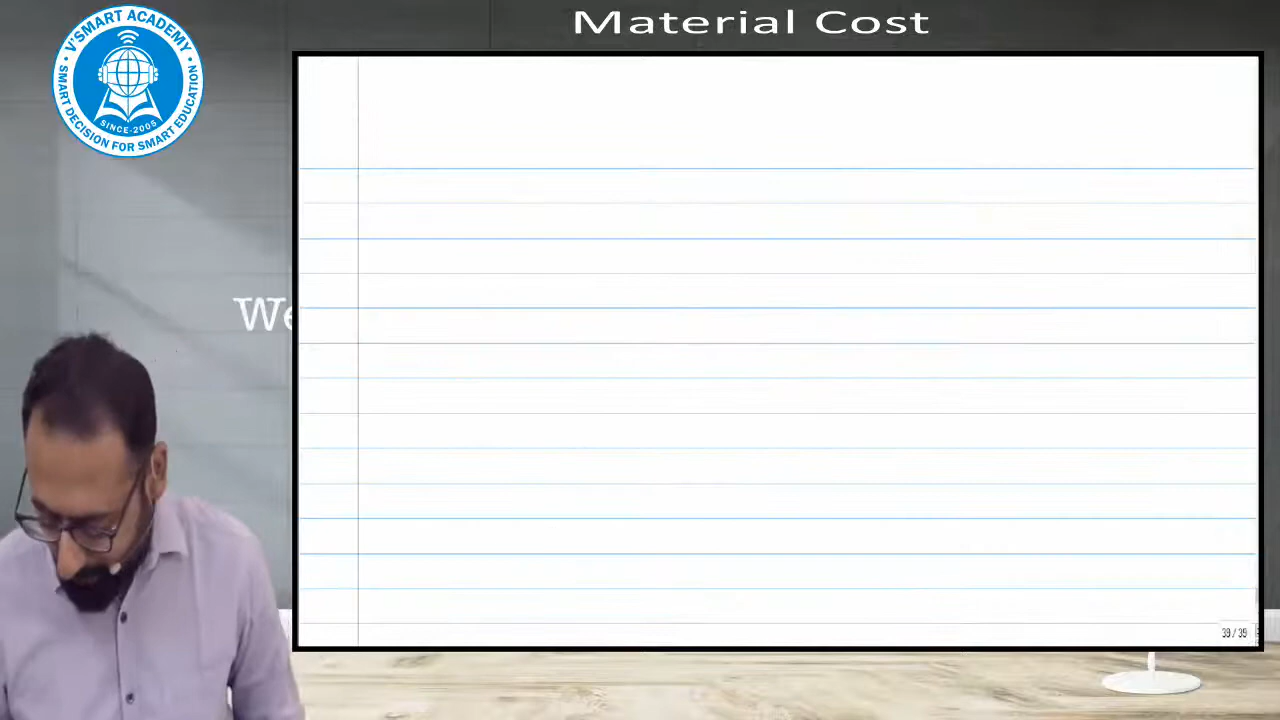 Material Cost
V'SMART ACADEMY
SMART DECISION FOR SMART EDUCATION
SINCE-2005
We
39/39